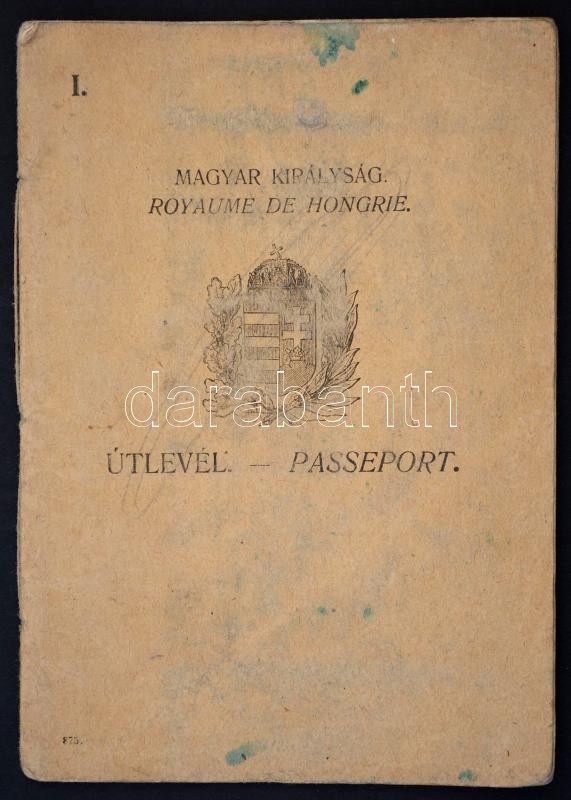 I.
MAGYAR KIRÁLYSÁG.
ROYAUME DE HONGRIE.
darabanth
ÚTLEVÉL. — PASSEPORT.
875.